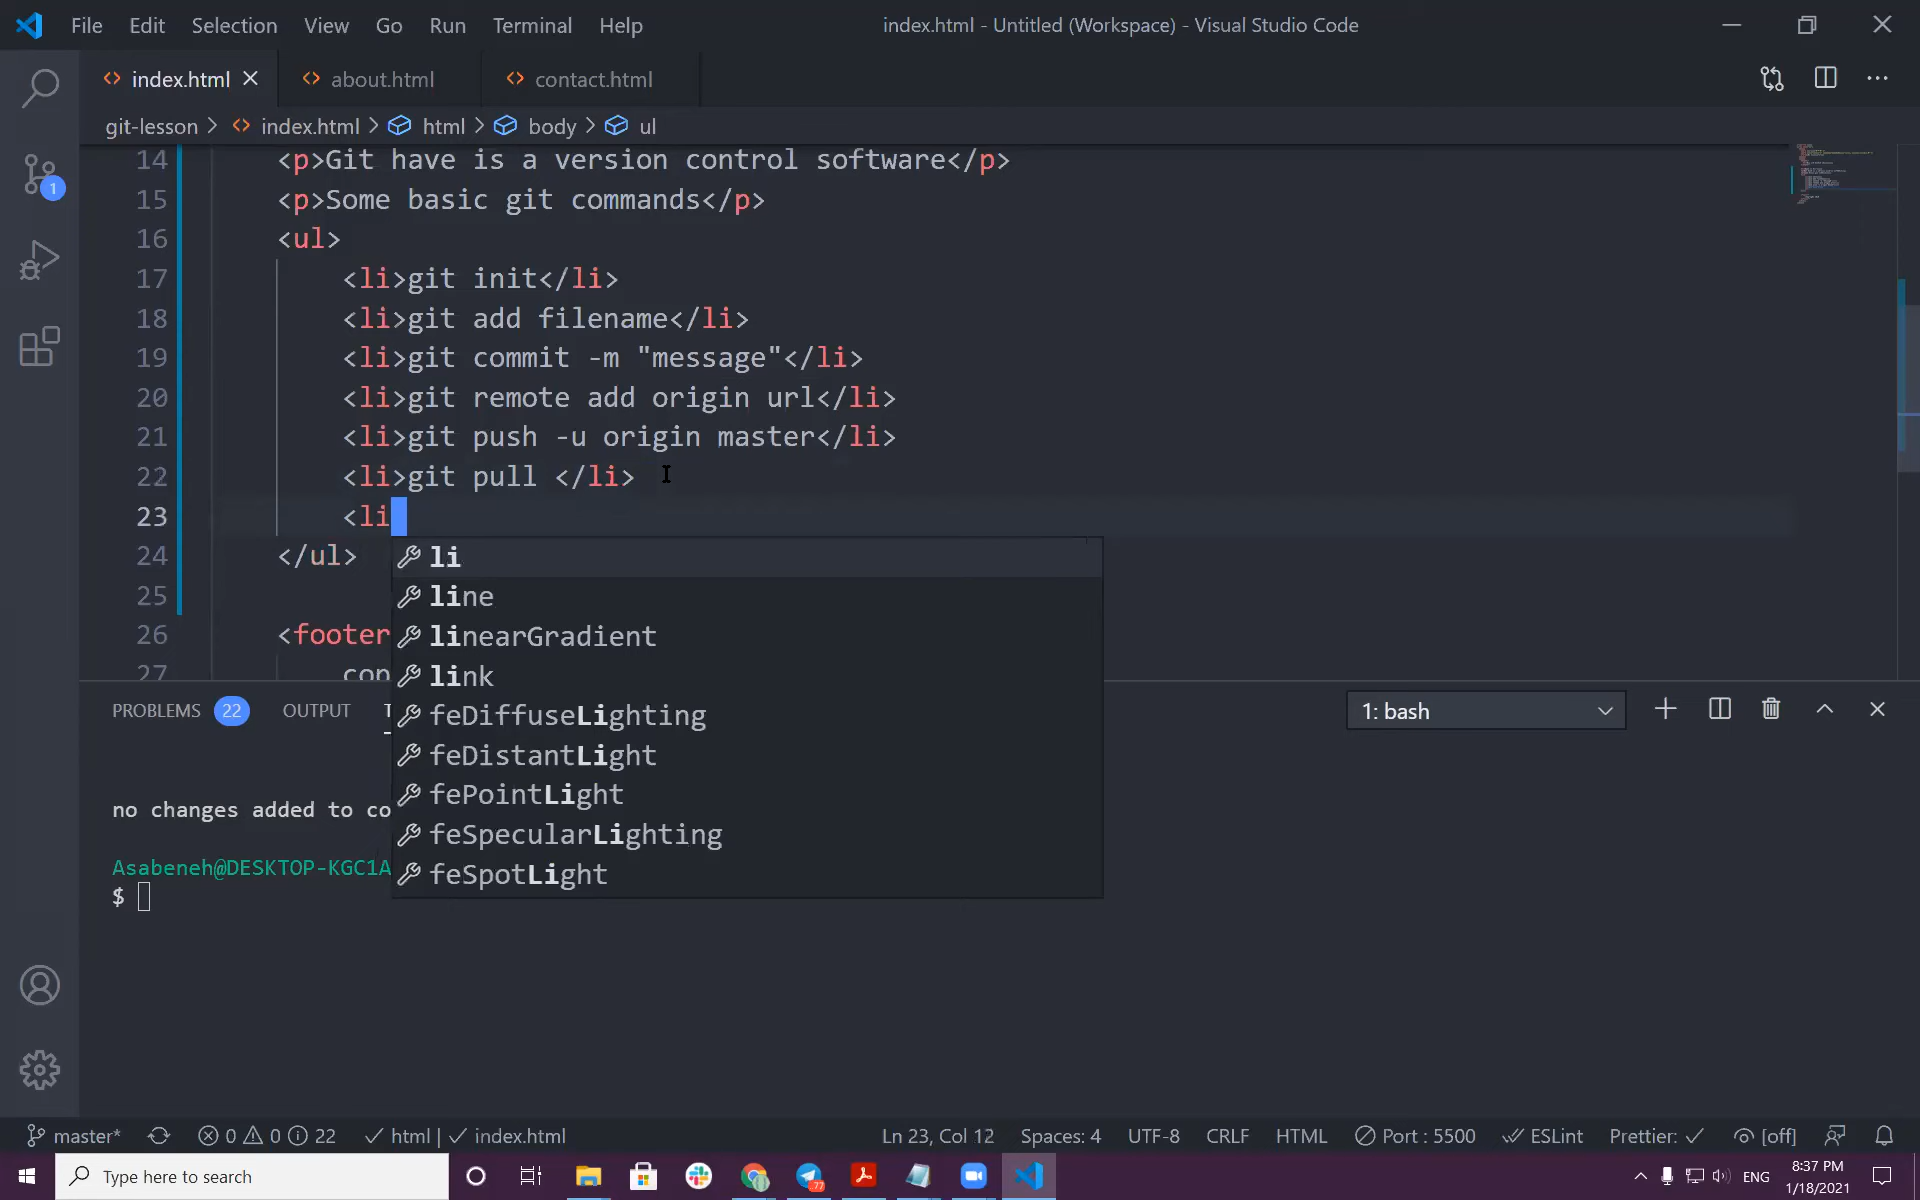 File Edit Selection View Go Run Terminal Help index.html - Untitled (Workspace) - Visual Studio Code
index.html about.html contact.html
git-lesson > index.html > html > body > ul
14 <p>Git have is a version control software</p>
15 <p>Some basic git commands</p>
16 <ul>
17 <li>git init</li>
18 <li>git add filename</li>
19 <li>git commit -m "message"</li>
20 <li>git remote add origin url</li>
21 <li>git push -u origin master</li>
22 <li>git pull </li>
23 <li
24 </ul>
25
26 <footer
27 cop
li
line
linearGradient
link
feDiffuseLighting
feDistantLight
fePointLight
feSpecularLighting
feSpotLight
1
PROBLEMS 22 OUTPUT T 1: bash
no changes added to co
Asabeneh@DESKTOP-KGC1A
$
master* 0 0 22 html | index.html Ln 23, Col 12 Spaces: 4 UTF-8 CRLF HTML Port : 5500 ESLint Prettier: [off]
Type here to search 77 ENG 8:37 PM
1/18/2021